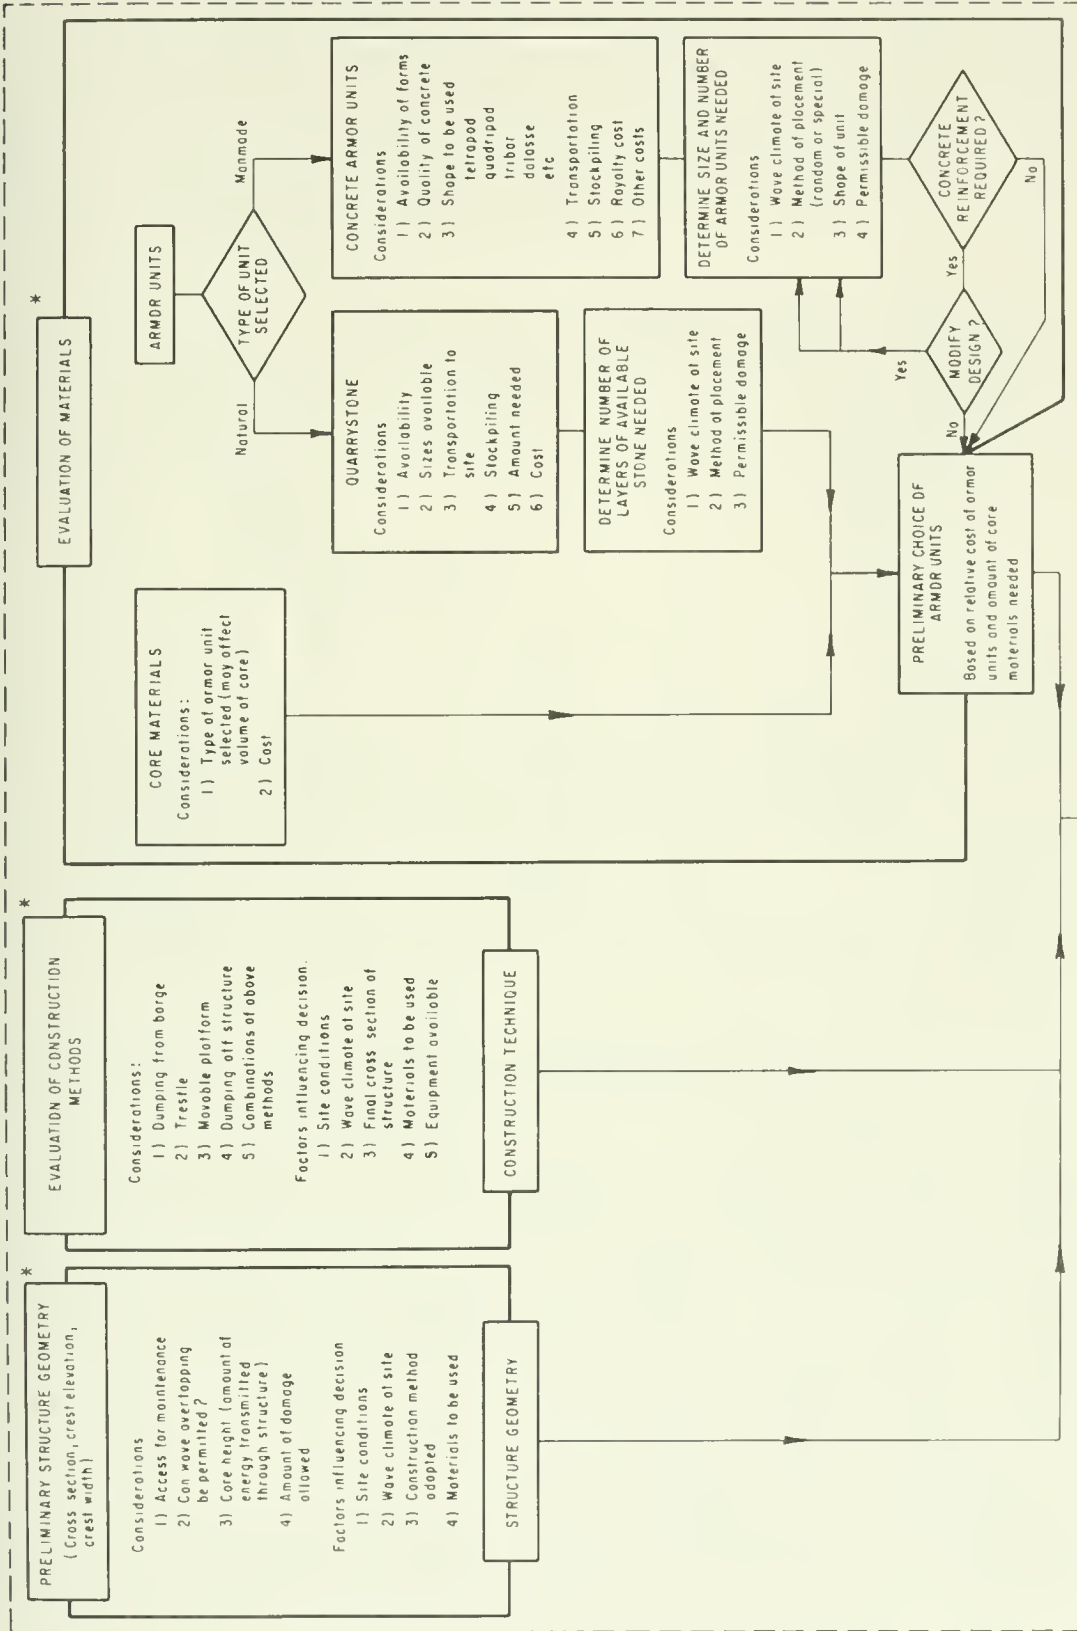 *
PRELIMINARY STRUCTURE GEOMETRY
(Cross section, crest elevation,
crest width)
Considerations
1) Access for maintenance
2) Can wave overtopping
be permitted?
3) Core height (amount of
energy transmitted
through structure)
4) Amount of damage
allowed
Factors influencing decision
1) Site conditions
2) Wave climate at site
3) Construction method
adopted
4) Materials to be used
STRUCTURE GEOMETRY
*
EVALUATION OF CONSTRUCTION
METHODS
Considerations:
1) Dumping from barge
2) Trestle
3) Movable platform
4) Dumping off structure
5) Combinations of above
methods
Factors influencing decision.
1) Site conditions
2) Wave climate at site
3) Final cross section of
structure
4) Materials to be used
5) Equipment available
CONSTRUCTION TECHNIQUE
*
EVALUATION OF MATERIALS
CORE MATERIALS
Considerations:
1) Type of armor unit
selected (may affect
volume of core)
2) Cost
ARMOR UNITS
TYPE OF UNIT
SELECTED
Natural
Manmade
QUARRYSTONE
Considerations
1) Availability
2) Sizes available
3) Transportation to
site
4) Stockpiling
5) Amount needed
6) Cost
DETERMINE NUMBER OF
LAYERS OF AVAILABLE
STONE NEEDED
Considerations
1) Wave climate at site
2) Method of placement
3) Permissible damage
CONCRETE ARMOR UNITS
Considerations
1) Availability of forms
2) Quality of concrete
3) Shape to be used
tetrapod
quadripod
tribar
dolosse
etc
4) Transportation
5) Stockpiling
6) Royalty cost
7) Other costs
DETERMINE SIZE AND NUMBER
OF ARMOR UNITS NEEDED
Considerations
1) Wave climate at site
2) Method of placement
(random or special)
3) Shape of unit
4) Permissible damage
CONCRETE
REINFORCEMENT
REQUIRED?
Yes
No
MODIFY
DESIGN?
Yes
No
PRELIMINARY CHOICE OF
ARMOR UNITS
Based on relative cost of armor
units and amount of core
materials needed